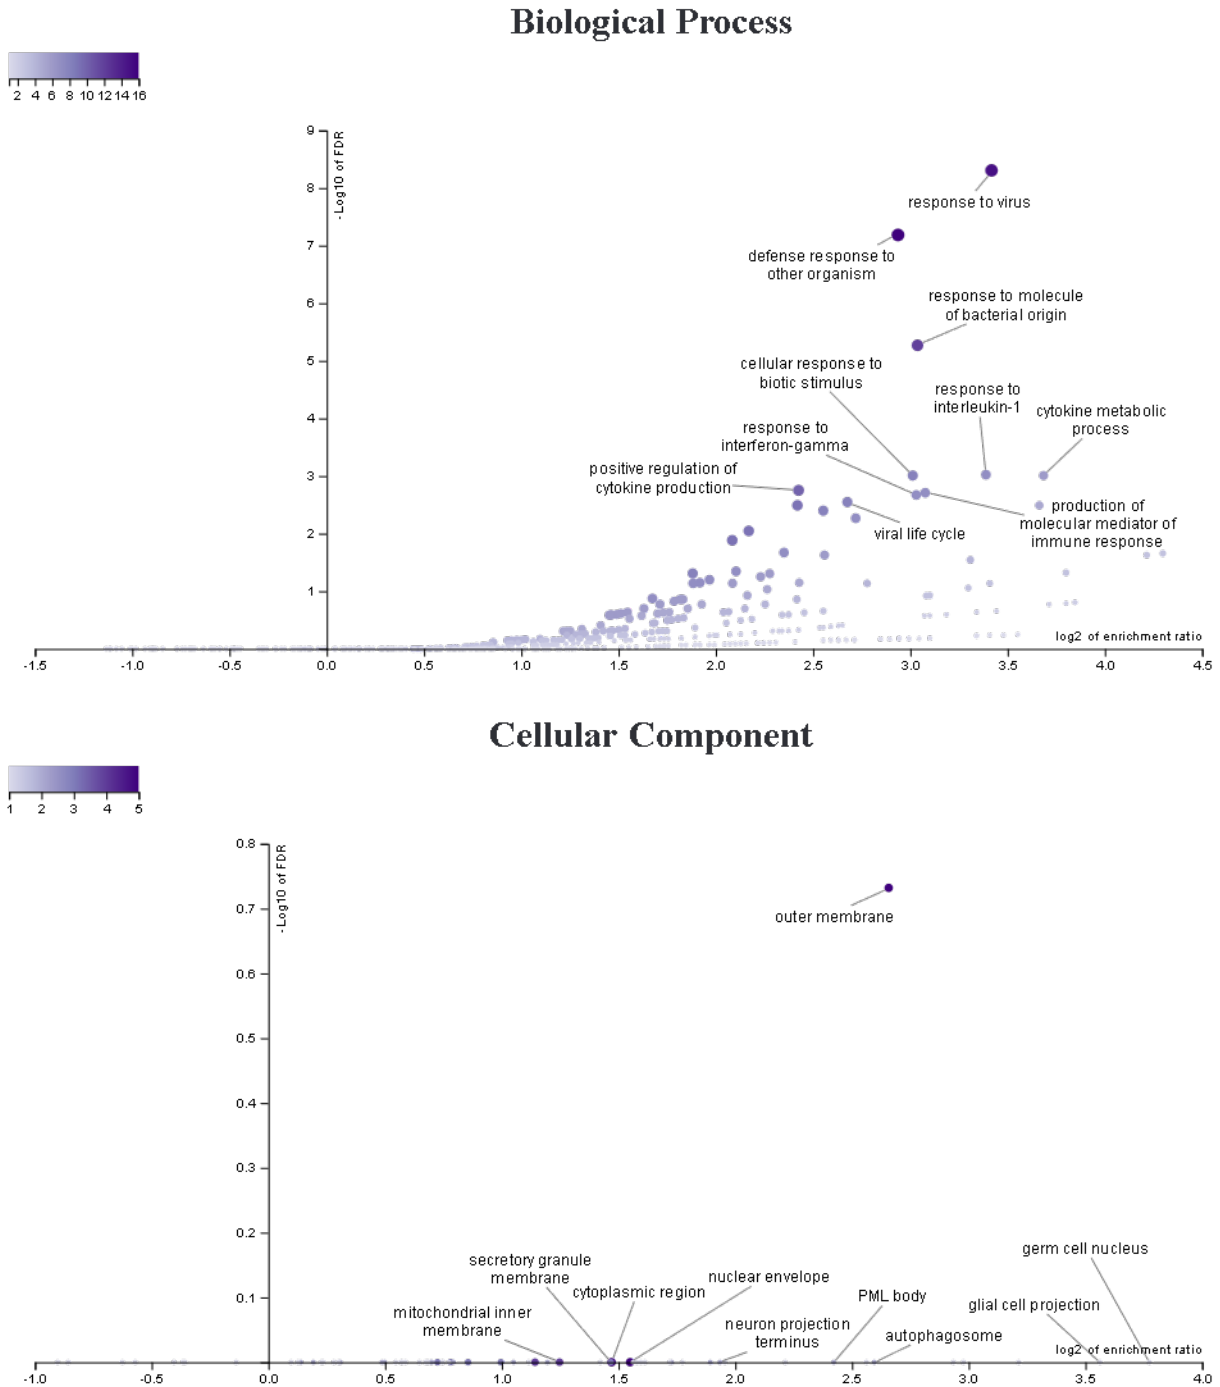 Biological Process
2 4 6 8 10 12 14 16
9
-Log10 of FDR
8
response to virus
7
defense response to
other organism
6
response to molecule
of bacterial origin
5
cellular response to
biotic stimulus
response to
interleukin-1
4
cytokine metabolic
process
response to
interferon-gamma
3
positive regulation of
cytokine production
production of
molecular mediator of
immune response
viral life cycle
2
1
log2 of enrichment ratio
-1.5 -1.0 -0.5 0.0 0.5 1.0 1.5 2.0 2.5 3.0 3.5 4.0 4.5
Cellular Component
1 2 3 4 5
0.8
-Log10 of FDR
0.7
outer membrane
0.6
0.5
0.4
0.3
0.2
germ cell nucleus
secretory granule
membrane
nuclear envelope
cytoplasmic region
PML body
0.1
glial cell projection
mitochondrial inner
membrane
neuron projection
terminus
autophagosome
log2 of enrichment ratio
-1.0 -0.5 0.0 0.5 1.0 1.5 2.0 2.5 3.0 3.5 4.0